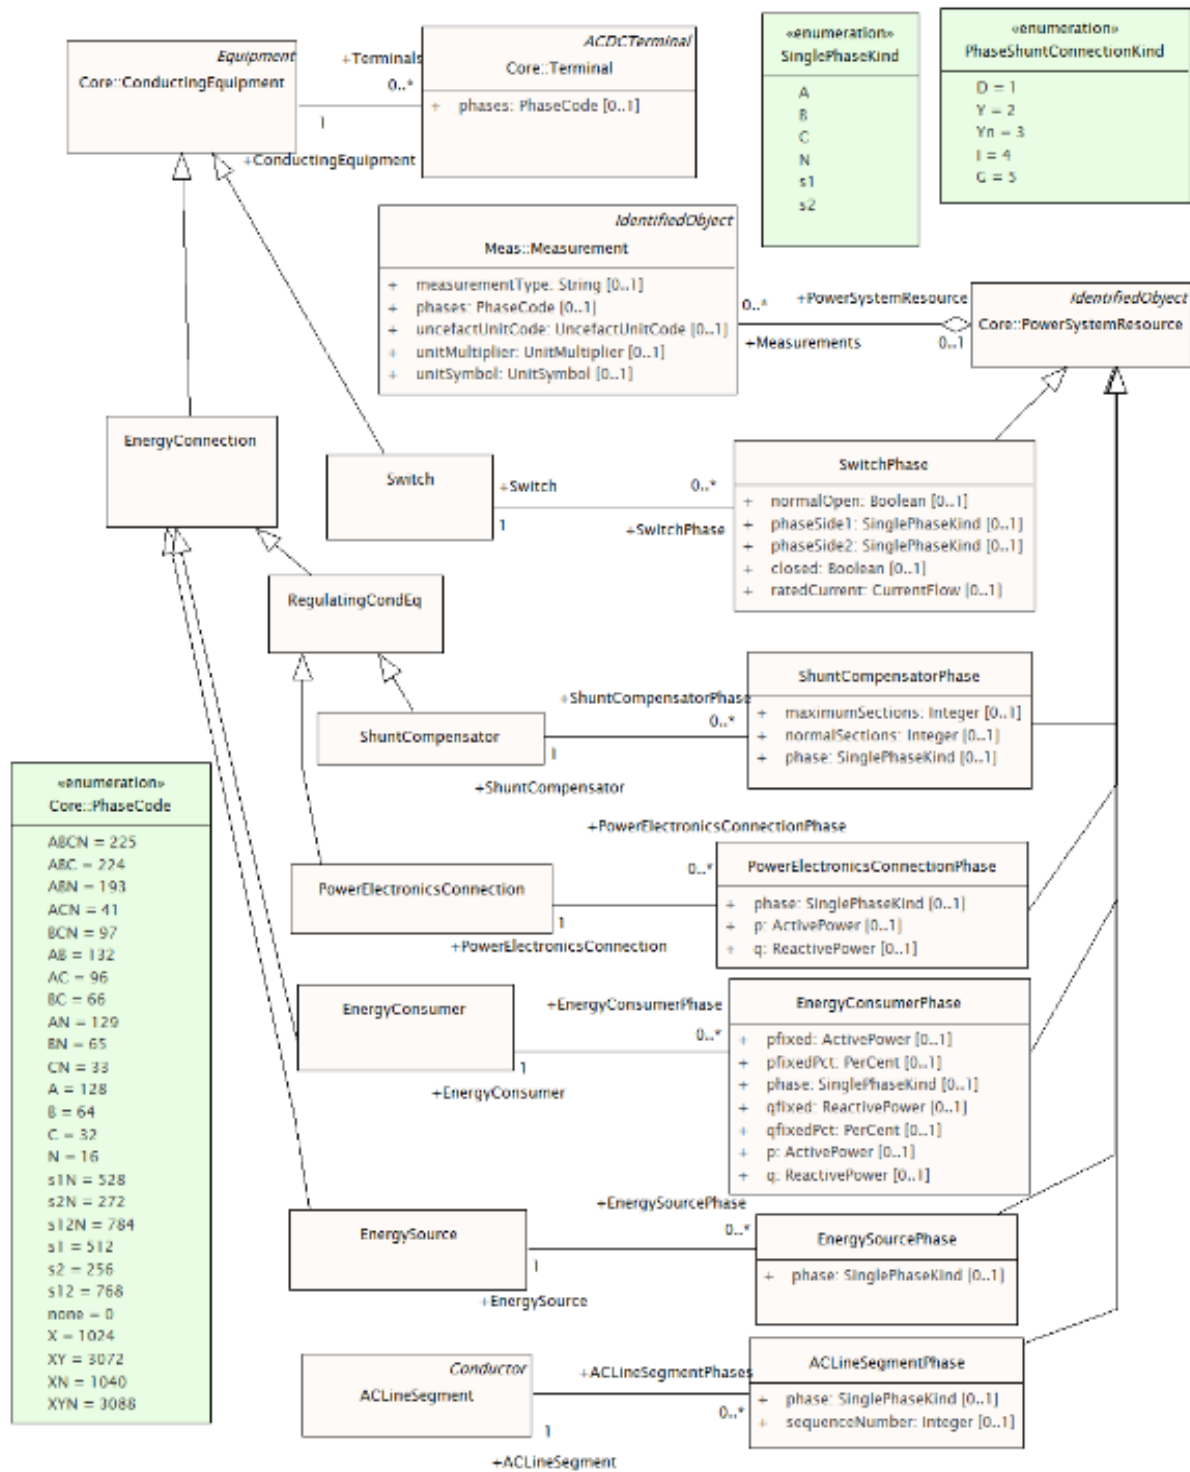 Equipment
Core::ConductingEquipment
+Terminals
0..*
1
+ConductingEquipment
ACDCTerminal
Core::Terminal
+ phases: PhaseCode [0..1]
«enumeration»
SinglePhaseKind
A
B
C
N
s1
s2
«enumeration»
PhaseShuntConnectionKind
D = 1
Y = 2
Yn = 3
I = 4
G = 5
IdentifiedObject
Meas::Measurement
+ measurementType: String [0..1]
+ phases: PhaseCode [0..1]
+ uncefactUnitCode: UncefactUnitCode [0..1]
+ unitMultiplier: UnitMultiplier [0..1]
+ unitSymbol: UnitSymbol [0..1]
0..*
+PowerSystemResource
+Measurements
0..1
IdentifiedObject
Core::PowerSystemResource
EnergyConnection
Switch
+Switch
0..*
1
+SwitchPhase
SwitchPhase
+ normalOpen: Boolean [0..1]
+ phaseSide1: SinglePhaseKind [0..1]
+ phaseSide2: SinglePhaseKind [0..1]
+ closed: Boolean [0..1]
+ ratedCurrent: CurrentFlow [0..1]
RegulatingCondEq
ShuntCompensator
+ShuntCompensatorPhase
0..*
1
+ShuntCompensator
ShuntCompensatorPhase
+ maximumSections: Integer [0..1]
+ normalSections: Integer [0..1]
+ phase: SinglePhaseKind [0..1]
«enumeration»
Core::PhaseCode
ABCN = 225
ABC = 224
ABN = 193
ACN = 41
BCN = 97
AB = 132
AC = 96
BC = 66
AN = 129
BN = 65
CN = 33
A = 128
B = 64
C = 32
N = 16
s1N = 528
s2N = 272
s12N = 784
s1 = 512
s2 = 256
s12 = 768
none = 0
X = 1024
XY = 3072
XN = 1040
XYN = 3088
+PowerElectronicsConnectionPhase
PowerElectronicsConnection
0..*
1
+PowerElectronicsConnection
PowerElectronicsConnectionPhase
+ phase: SinglePhaseKind [0..1]
+ p: ActivePower [0..1]
+ q: ReactivePower [0..1]
EnergyConsumer
+EnergyConsumerPhase
0..*
1
+EnergyConsumer
EnergyConsumerPhase
+ pfixed: ActivePower [0..1]
+ pfixedPct: PerCent [0..1]
+ phase: SinglePhaseKind [0..1]
+ qfixed: ReactivePower [0..1]
+ qfixedPct: PerCent [0..1]
+ p: ActivePower [0..1]
+ q: ReactivePower [0..1]
EnergySource
+EnergySourcePhase
0..*
1
+EnergySource
EnergySourcePhase
+ phase: SinglePhaseKind [0..1]
Conductor
ACLineSegment
+ACLineSegmentPhases
0..*
1
+ACLineSegment
ACLineSegmentPhase
+ phase: SinglePhaseKind [0..1]
+ sequenceNumber: Integer [0..1]